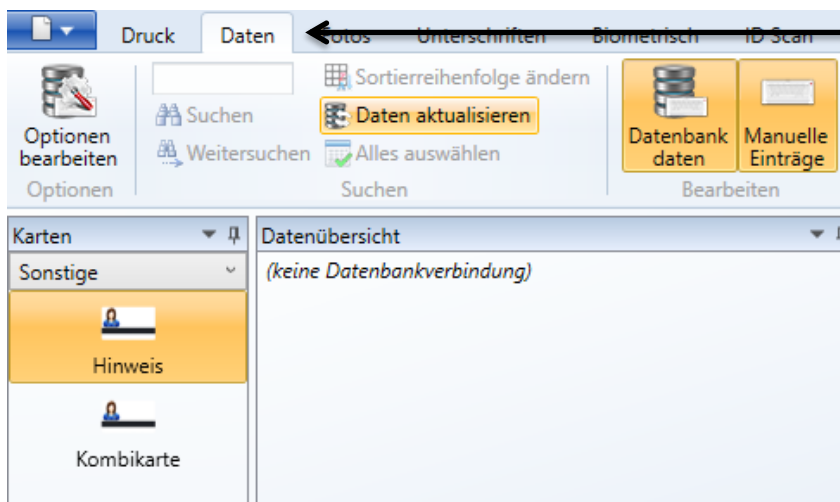 Druck Daten Fotos Unterschriften Biometrisch ID Scan
Optionen
bearbeiten
Optionen
Suchen
Weitersuchen
Sortierreihenfolge ändern
Daten aktualisieren
Alles auswählen
Suchen
Datenbank
daten
Manuelle
Einträge
Bearbeiten
Karten
Sonstige
Hinweis
Kombikarte
Datenübersicht
(keine Datenbankverbindung)